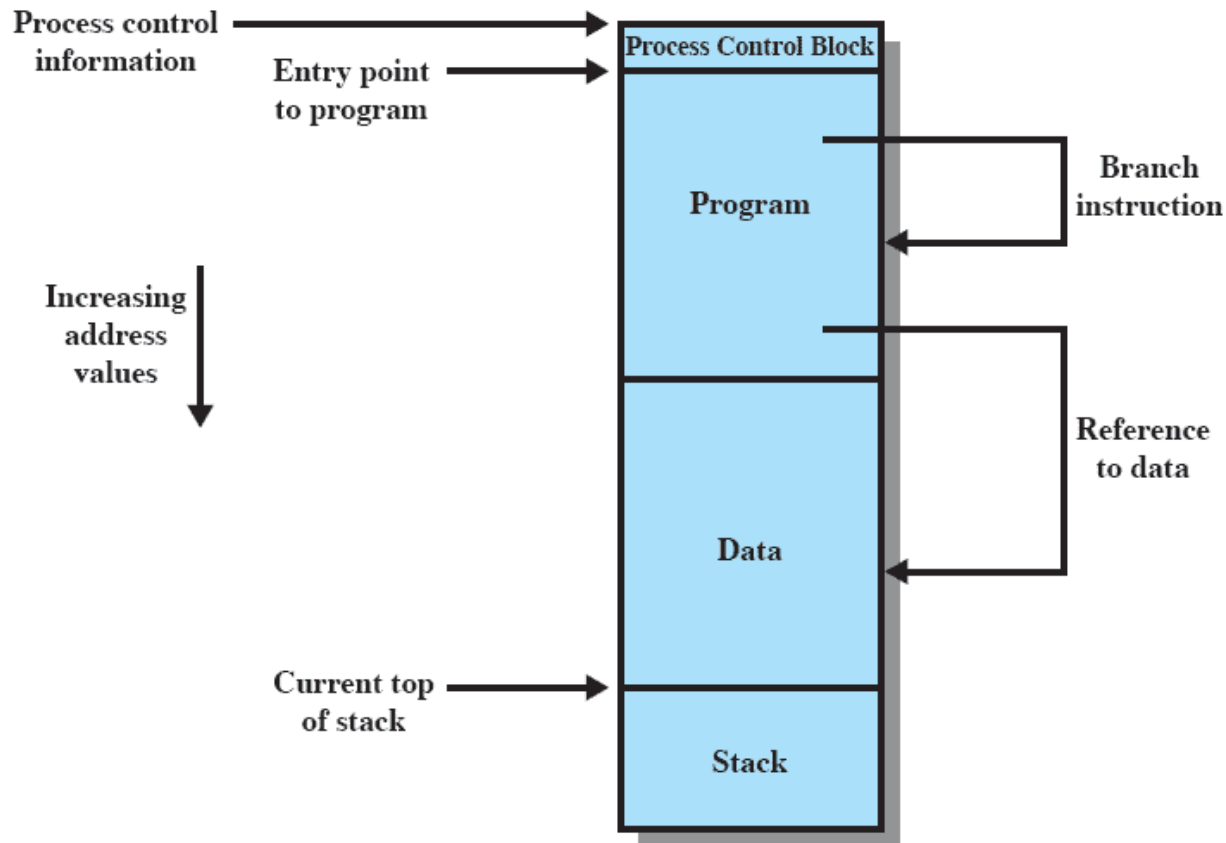 Process control
information
Process Control Block
Entry point
to program
Program
Branch
instruction
Increasing
address
values
Reference
to data
Data
Current top
of stack
Stack